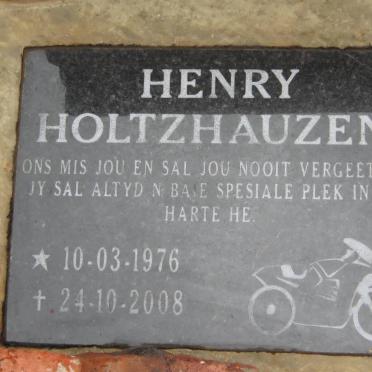 HENRY
HOLTZHAUZEN
ONS MIS JOU EN SAL JOU NOOIT VERGEET
JY SAL ALTYD N BAIE SPESIALE PLEK IN
HARTE HE.
★ 10-03-1976
† 24-10-2008